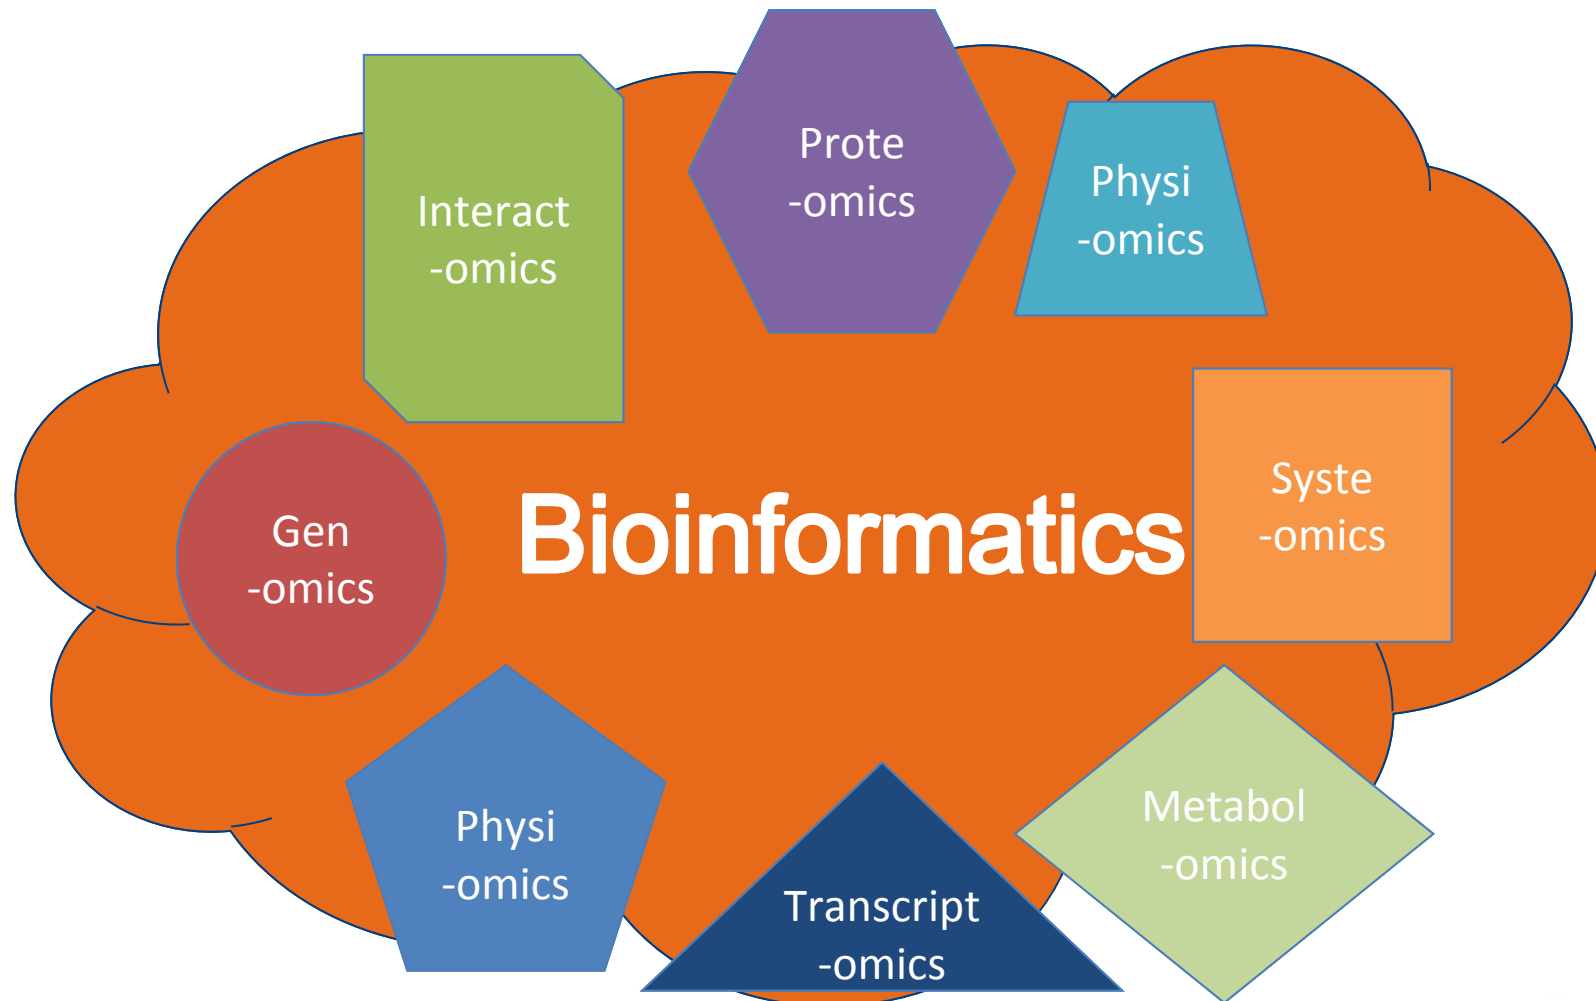 Prote
-omics
Physi
-omics
Interact
-omics
Syste
-omics
Bioinformatics
Gen
-omics
Metabol
-omics
Physi
-omics
Transcript
-omics